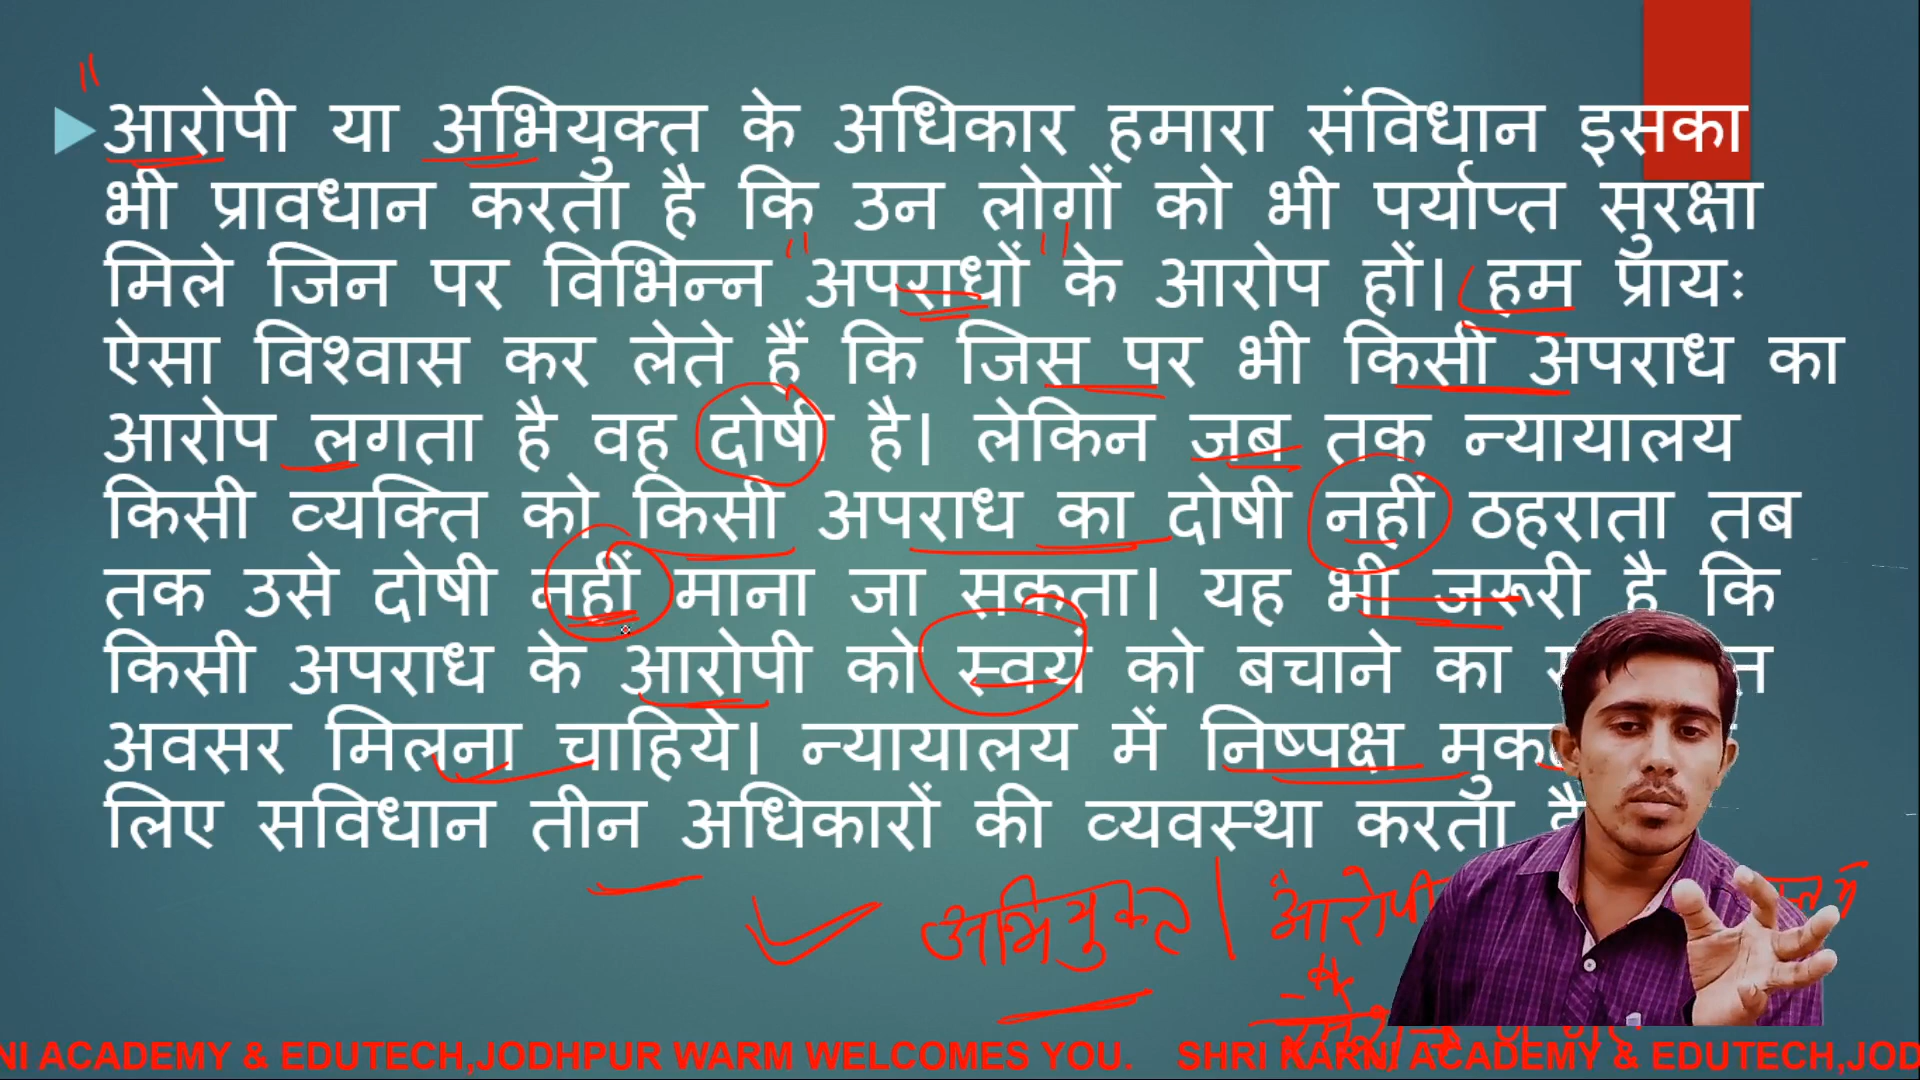 आरोपी या अभियुक्त के अधिकार हमारा संविधान इसका
भी प्रावधान करता है कि उन लोगों को भी पर्याप्त सुरक्षा
मिले जिन पर विभिन्न अपराधों के आरोप हों। हम प्रायः
ऐसा विश्वास कर लेते हैं कि जिस पर भी किसी अपराध का
आरोप लगता है वह दोषी है। लेकिन जब तक न्यायालय
किसी व्यक्ति को किसी अपराध का दोषी नहीं ठहराता तब
तक उसे दोषी नहीं माना जा सकता। यह भी जरूरी है कि
किसी अपराध के आरोपी को स्वयं को बचाने का
अवसर मिलना चाहिये। न्यायालय में निष्पक्ष
लिए सविधान तीन अधिकारों की व्यवस्था करता है
अभियुक्त | आरोपी
NI ACADEMY & EDUTECH,JODHPUR WARM WELCOMES YOU. SHRI KARNI ACADEMY & EDUTECH,JOD